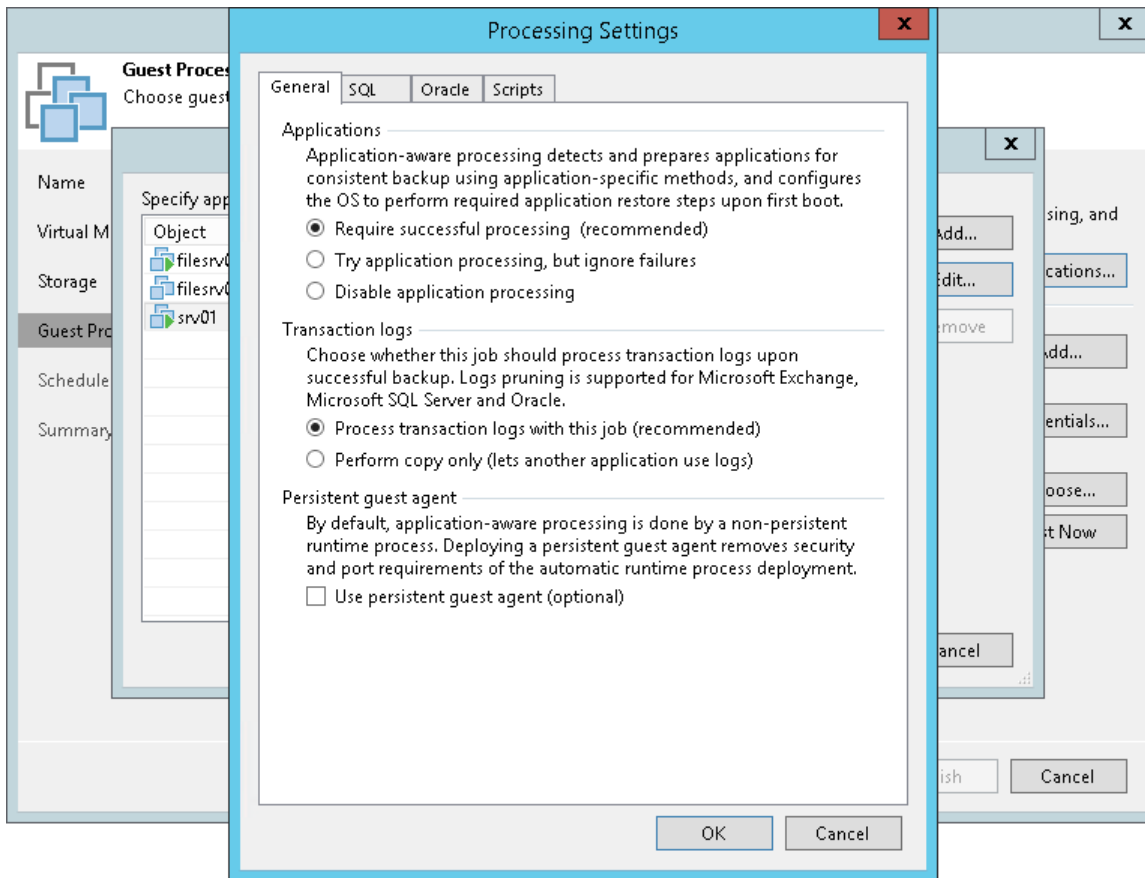 Processing Settings
x
x
Guest Proces
Choose guest
Name
Virtual M
Storage
Guest Pro
Schedule
Summary
x
Specify app
Object
filesrv0
filesrv0
srv01
General
SQL
Oracle
Scripts
Applications
Application-aware processing detects and prepares applications for
consistent backup using application-specific methods, and configures
the OS to perform required application restore steps upon first boot.
Require successful processing (recommended)
Try application processing, but ignore failures
Disable application processing
Transaction logs
Choose whether this job should process transaction logs upon
successful backup. Logs pruning is supported for Microsoft Exchange,
Microsoft SQL Server and Oracle.
Process transaction logs with this job (recommended)
Perform copy only (lets another application use logs)
Persistent guest agent
By default, application-aware processing is done by a non-persistent
runtime process. Deploying a persistent guest agent removes security
and port requirements of the automatic runtime process deployment.
Use persistent guest agent (optional)
OK
Cancel
Add...
Edit...
emove
ancel
sing, and
cations...
Add...
entials...
oose...
st Now
ish
Cancel